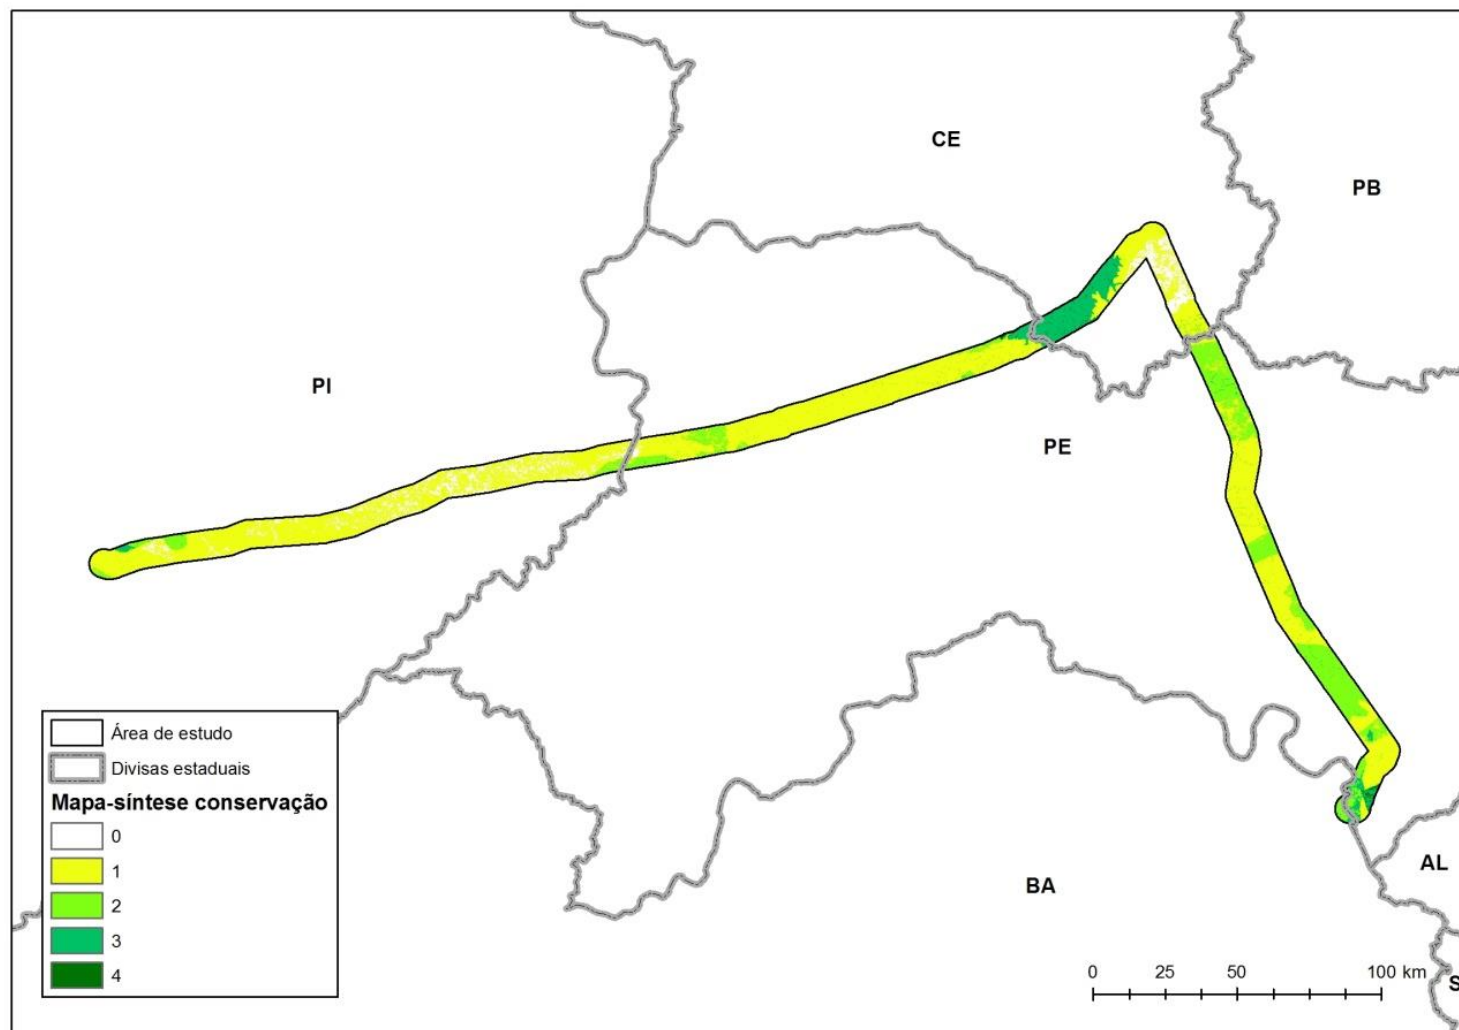 CE
PB
PI
PE
Área de estudo
Divisas estaduais
Mapa-síntese conservação
0
1
2
3
4
BA
AL
0 25 50 100 km
S